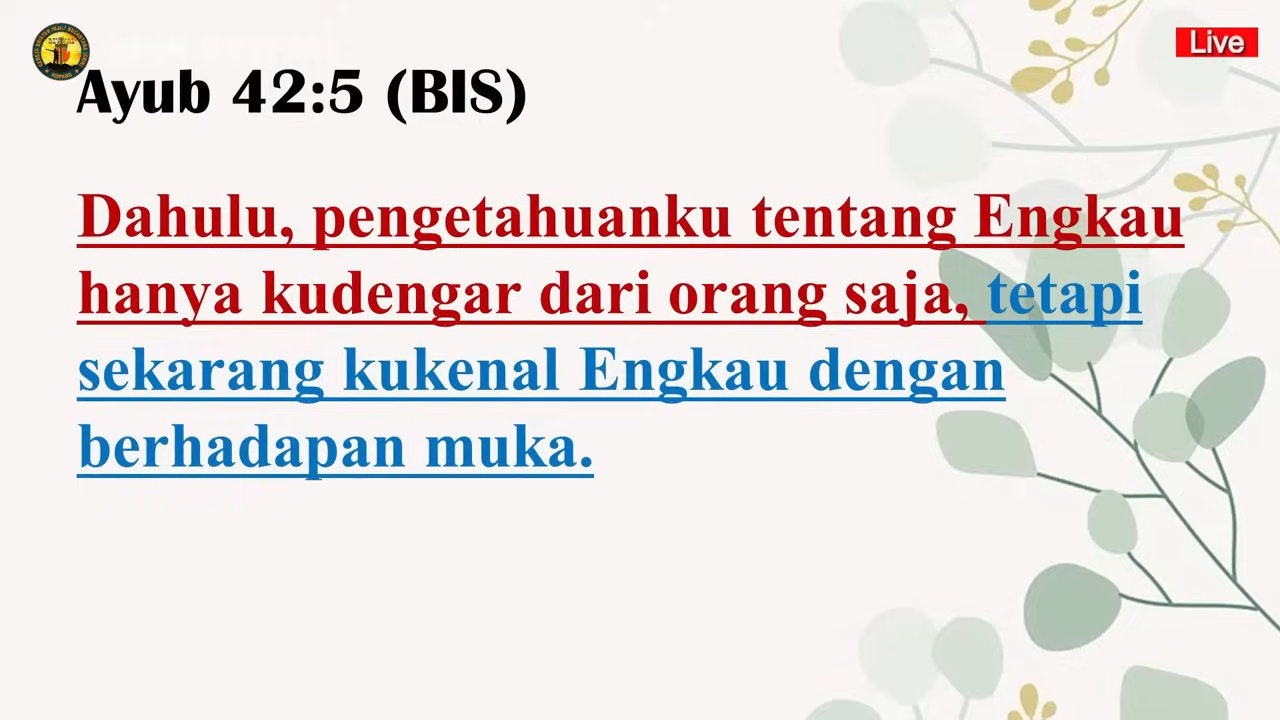 Live
Ayub 42:5 (BIS)
Dahulu, pengetahuanku tentang Engkau
hanya kudengar dari orang saja, tetapi
sekarang kukenal Engkau dengan
berhadapan muka.